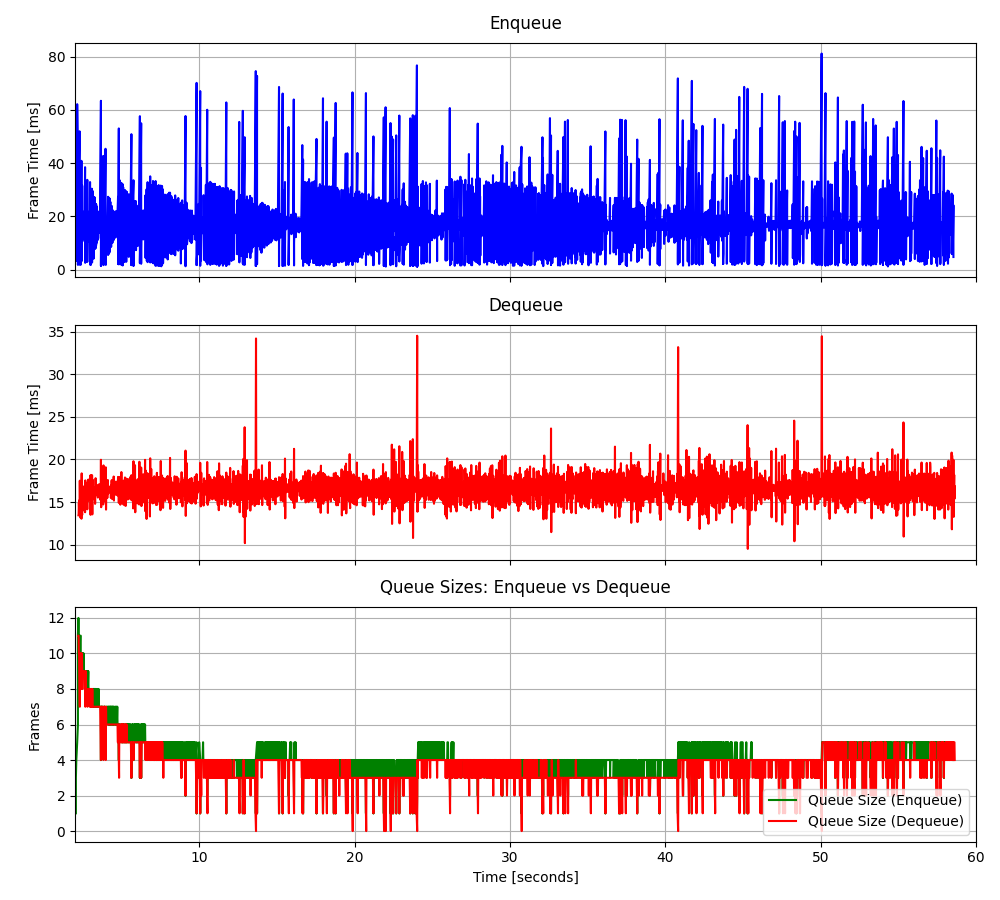 Enqueue
Frame Time [ms]
80
60
40
20
0
Dequeue
Frame Time [ms]
35
30
25
20
15
10
Queue Sizes: Enqueue vs Dequeue
Frames
12
10
8
6
4
2
0
Queue Size (Enqueue)
Queue Size (Dequeue)
10 20 30 40 50 60
Time [seconds]